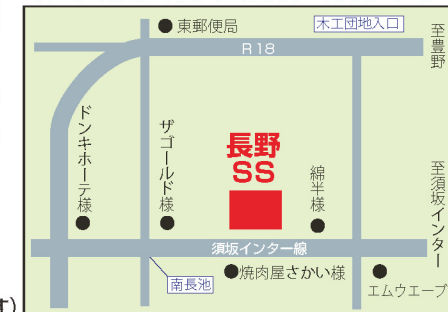 東郵便局
木工団地入口
至豊野
R18
ドンキホーテ様
ザゴールド様
長野
SS
綿半様
至須坂インター
須坂インター線
南長池
焼肉屋さかい様
エムウエーブ
す)